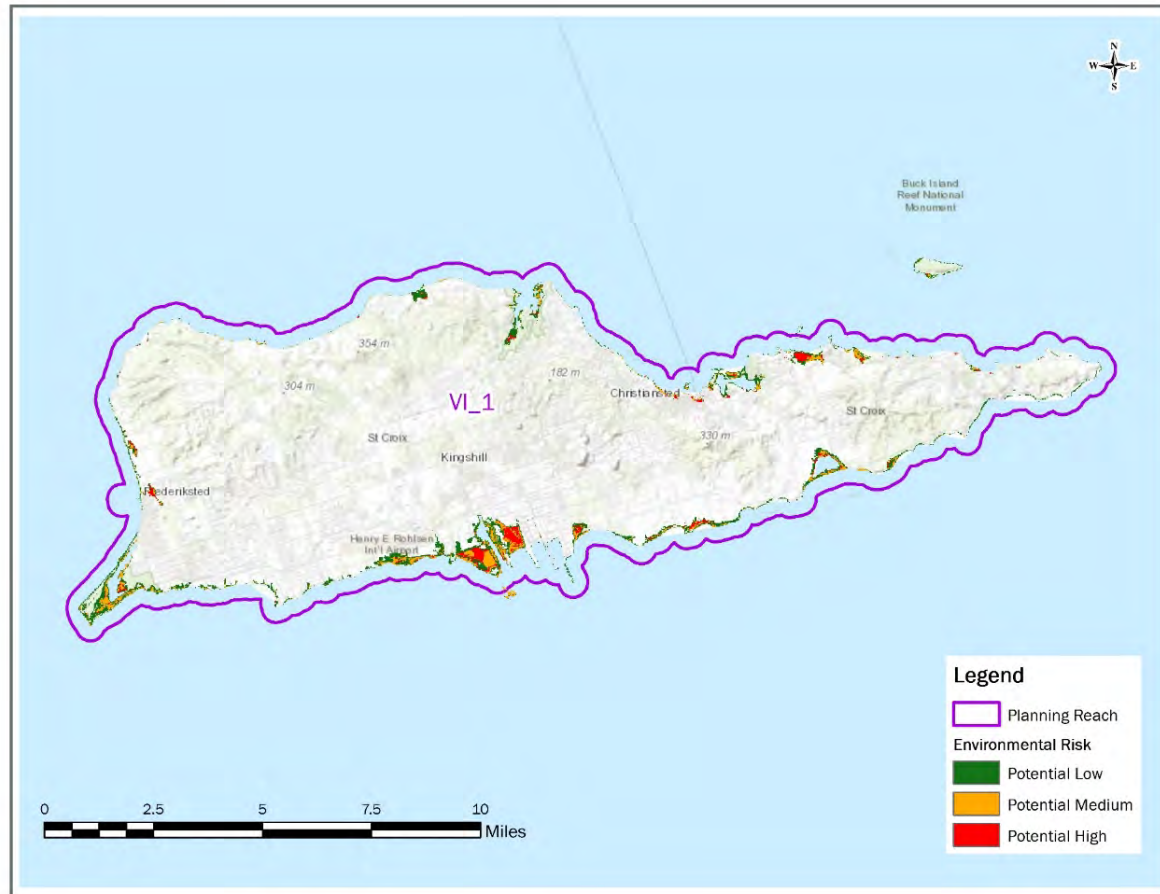 N
W E
S
Buck Island
Reef National
Monument
354 m
304 m
182 m
VI_1
Christiansted
St Croix
330 m
St Croix
Kingshill
Frederiksted
Henry E. Rohlsen
Int'l Airport
Legend
Planning Reach
Environmental Risk
Potential Low
Potential Medium
Potential High
0 2.5 5 7.5 10
Miles